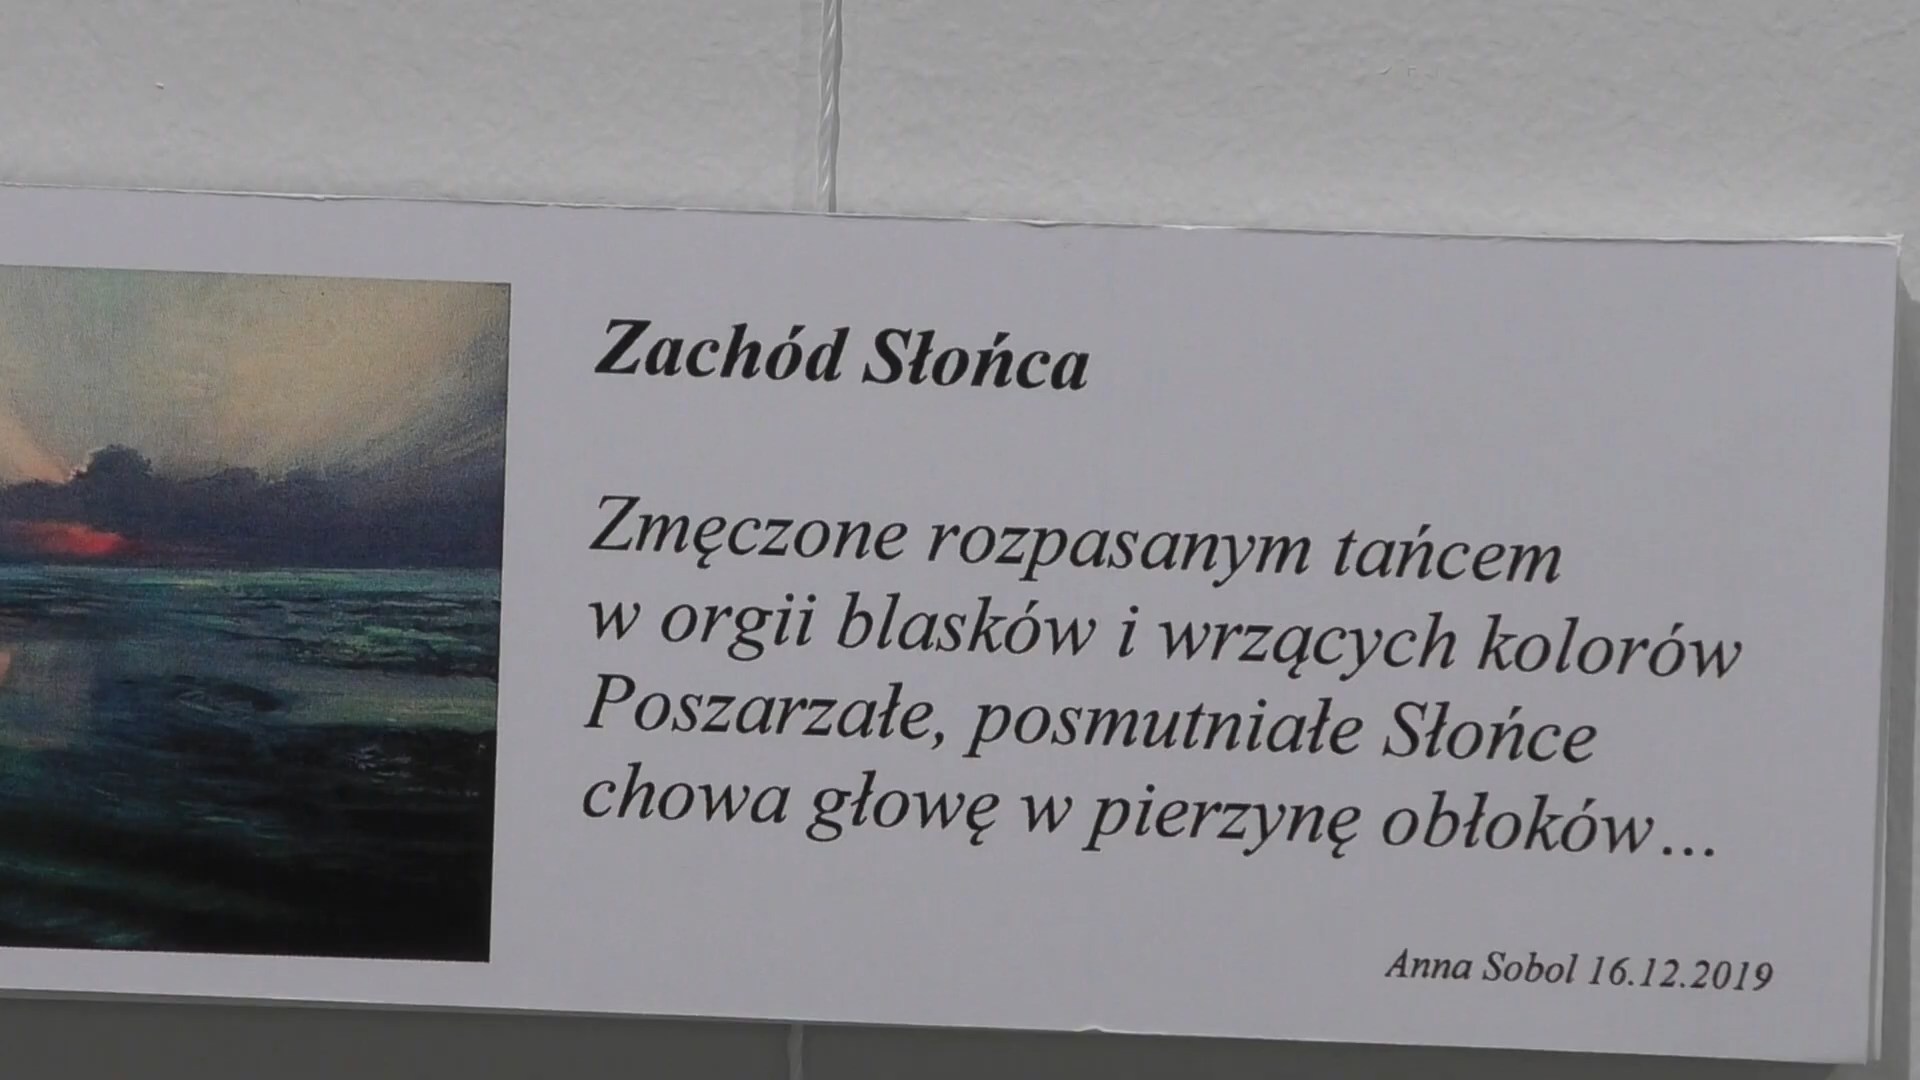 Zachód Słońca
Zmęczone rozpasanym tańcem
w orgii blasków i wrzących kolorów
Poszarzałe, posmutniałe Słońce
chowa głowę w pierzynę obłoków...
Anna Sobol 16.12.2019